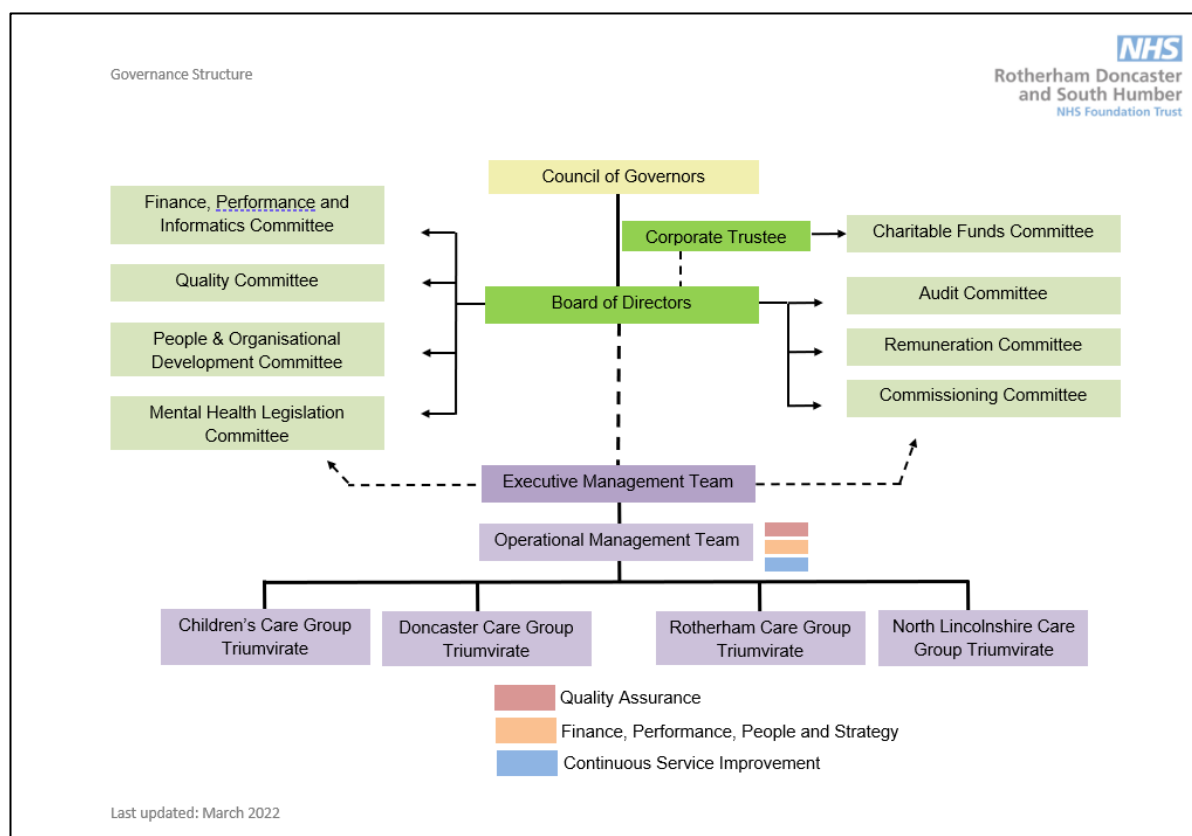 Governance Structure
NHS
Rotherham Doncaster
and South Humber
NHS Foundation Trust
Council of Governors
Finance, Performance and
Informatics Committee
Corporate Trustee
Charitable Funds Committee
Quality Committee
Board of Directors
Audit Committee
People & Organisational
Development Committee
Remuneration Committee
Mental Health Legislation
Committee
Commissioning Committee
Executive Management Team
Operational Management Team
Children’s Care Group
Triumvirate
Doncaster Care Group
Triumvirate
Rotherham Care Group
Triumvirate
North Lincolnshire Care
Group Triumvirate
Quality Assurance
Finance, Performance, People and Strategy
Continuous Service Improvement
Last updated: March 2022